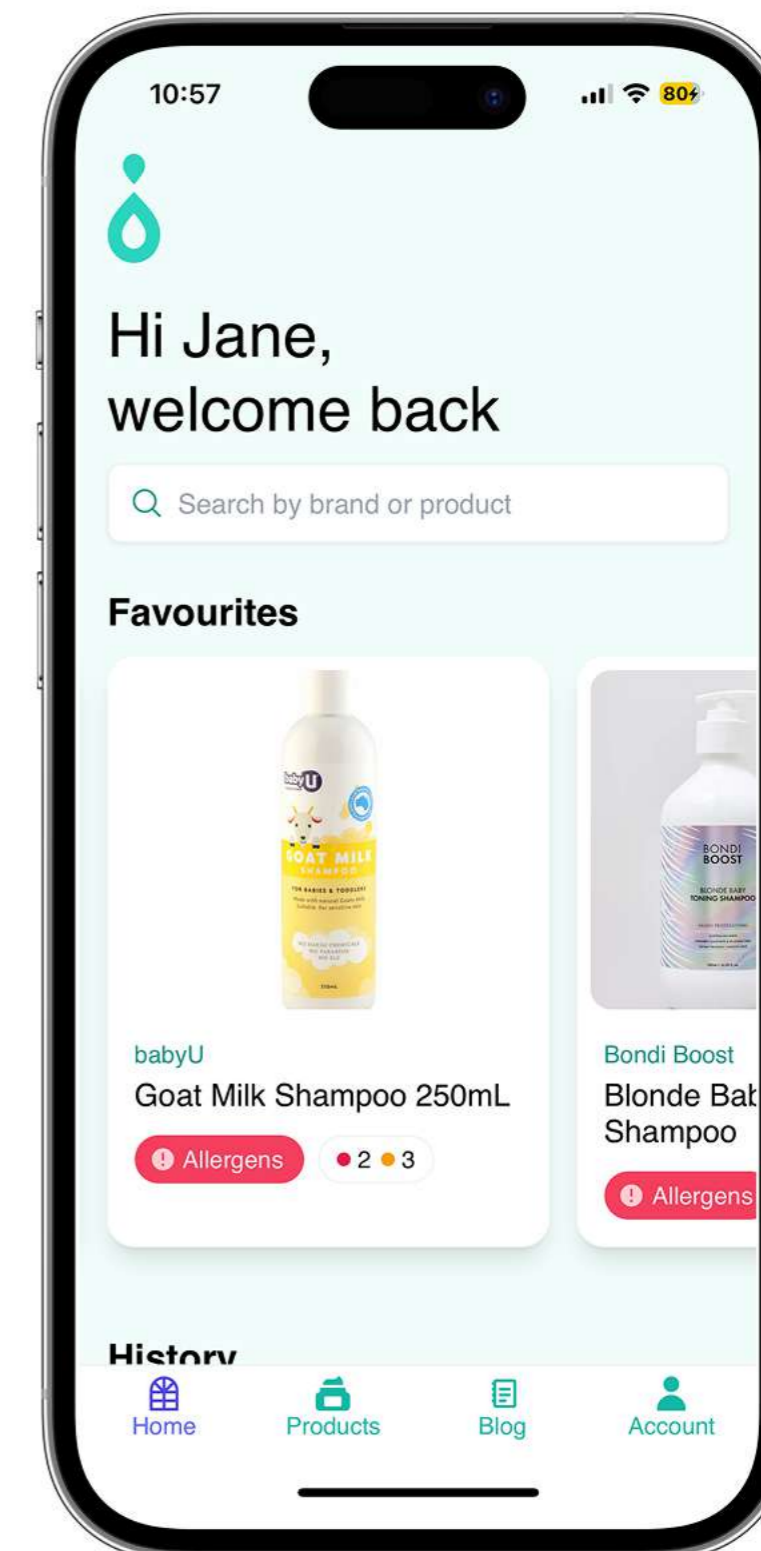 10:57
80
Hi Jane,
welcome back
Search by brand or product
Favourites
babyU
GOAT MILK
SHAMPOO
FOR BABIES & TODDLERS
BONDI
BOOST
BLONDE BABY
TONING SHAMPOO
babyU
Goat Milk Shampoo 250mL
Allergens
2 3
Bondi Boost
Blonde Bab
Shampoo
Allergens
History
Home
Products
Blog
Account